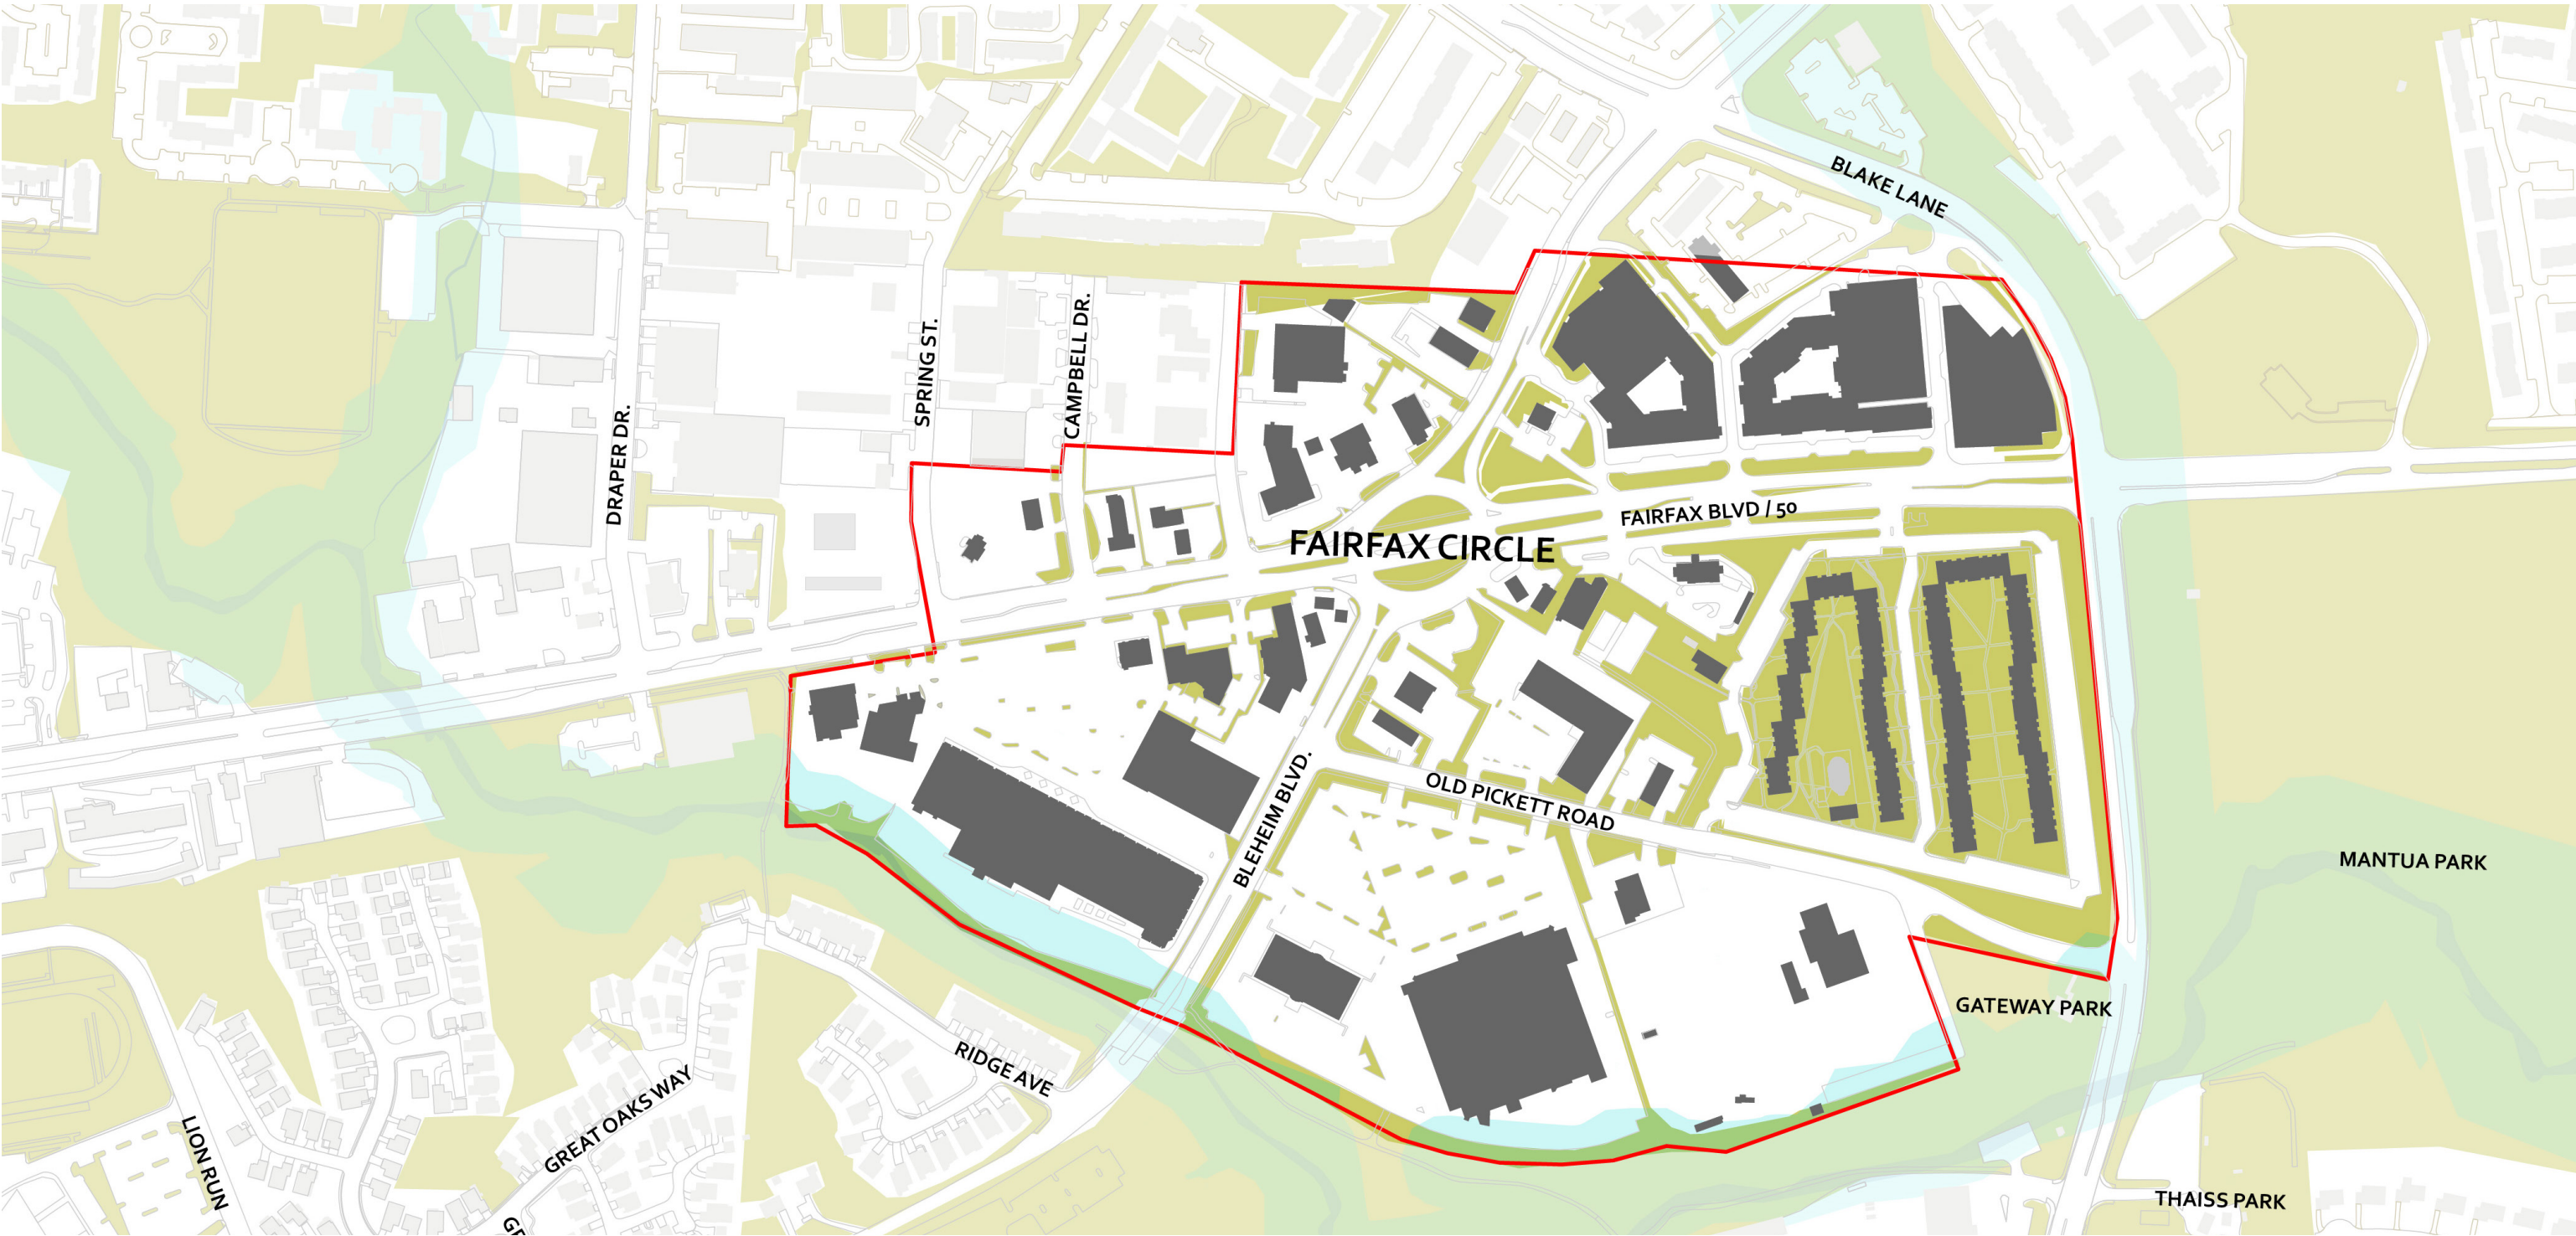 BLAKE LANE
SPRING ST.
CAMPBELL DR.
DRAPER DR.
FAIRFAX BLVD / 50
FAIRFAX CIRCLE
BLEHEIM BLVD.
OLD PICKETT ROAD
MANTUA PARK
GATEWAY PARK
RIDGE AVE
GREAT OAKS WAY
LION RUN
THAISS PARK